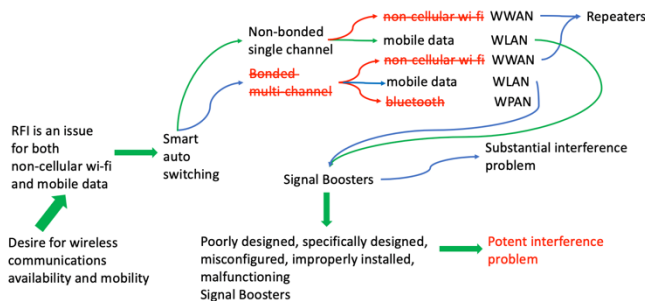 non-cellular wi-fi WWAN
Repeaters
Non-bonded
single channel
mobile data WLAN
non-cellular wi-fi WWAN
Bonded
multi-channel
mobile data WLAN
bluetooth WPAN
RFI is an issue
for both
non-cellular wi-fi
and mobile data
Smart
auto
switching
Substantial interference
problem
Signal Boosters
Desire for wireless
communications
availability and mobility
Poorly designed, specifically designed,
misconfigured, improperly installed,
malfunctioning
Signal Boosters
Potent interference
problem